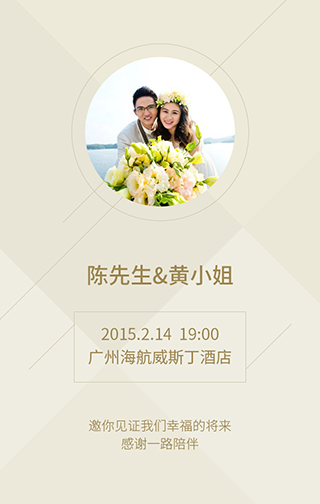 陈先生&黄小姐
2015.2.14 19:00
广州海航威斯丁酒店
邀你见证我们幸福的将来
感谢一路陪伴